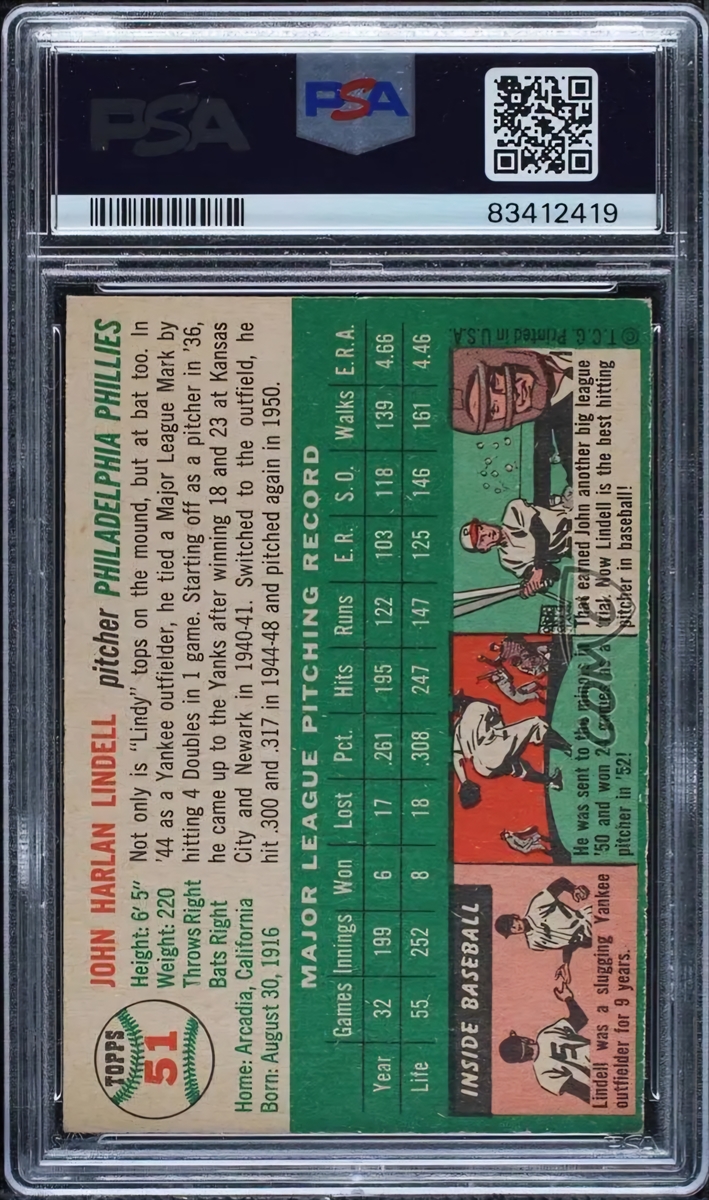 PSA
PSA
83412419
TOPPS
51
JOHN HARLAN LINDELL pitcher PHILADELPHIA PHILLIES
Height: 6' 5"
Weight: 220
Throws Right
Bats Right
Home: Arcadia, California
Born: August 30, 1916
Not only is "Lindy" tops on the mound, but at bat too. In
'44 as a Yankee outfielder, he tied a Major League Mark by
hitting 4 Doubles in 1 game. Starting off as a pitcher in '36,
he came up to the Yanks after winning 18 and 23 at Kansas
City and Newark in 1940-41. Switched to the outfield, he
hit .300 and .317 in 1944-48 and pitched again in 1950.
MAJOR LEAGUE PITCHING RECORD
Games Innings Won Lost Pct. Hits Runs E.R. S.O. Walks E.R.A.
Year 32 199 6 17 .261 195 122 103 118 139 4.66
Life 55 252 8 18 .308 247 147 125 146 161 4.46
INSIDE BASEBALL
Lindell was a slugging Yankee
outfielder for 9 years.
He was sent to the
'50 and won 2 as a
pitcher in '52!
That earned John another big league
trial. Now Lindell is the best hitting
pitcher in baseball!
© T.C.G. Printed in U.S.A.